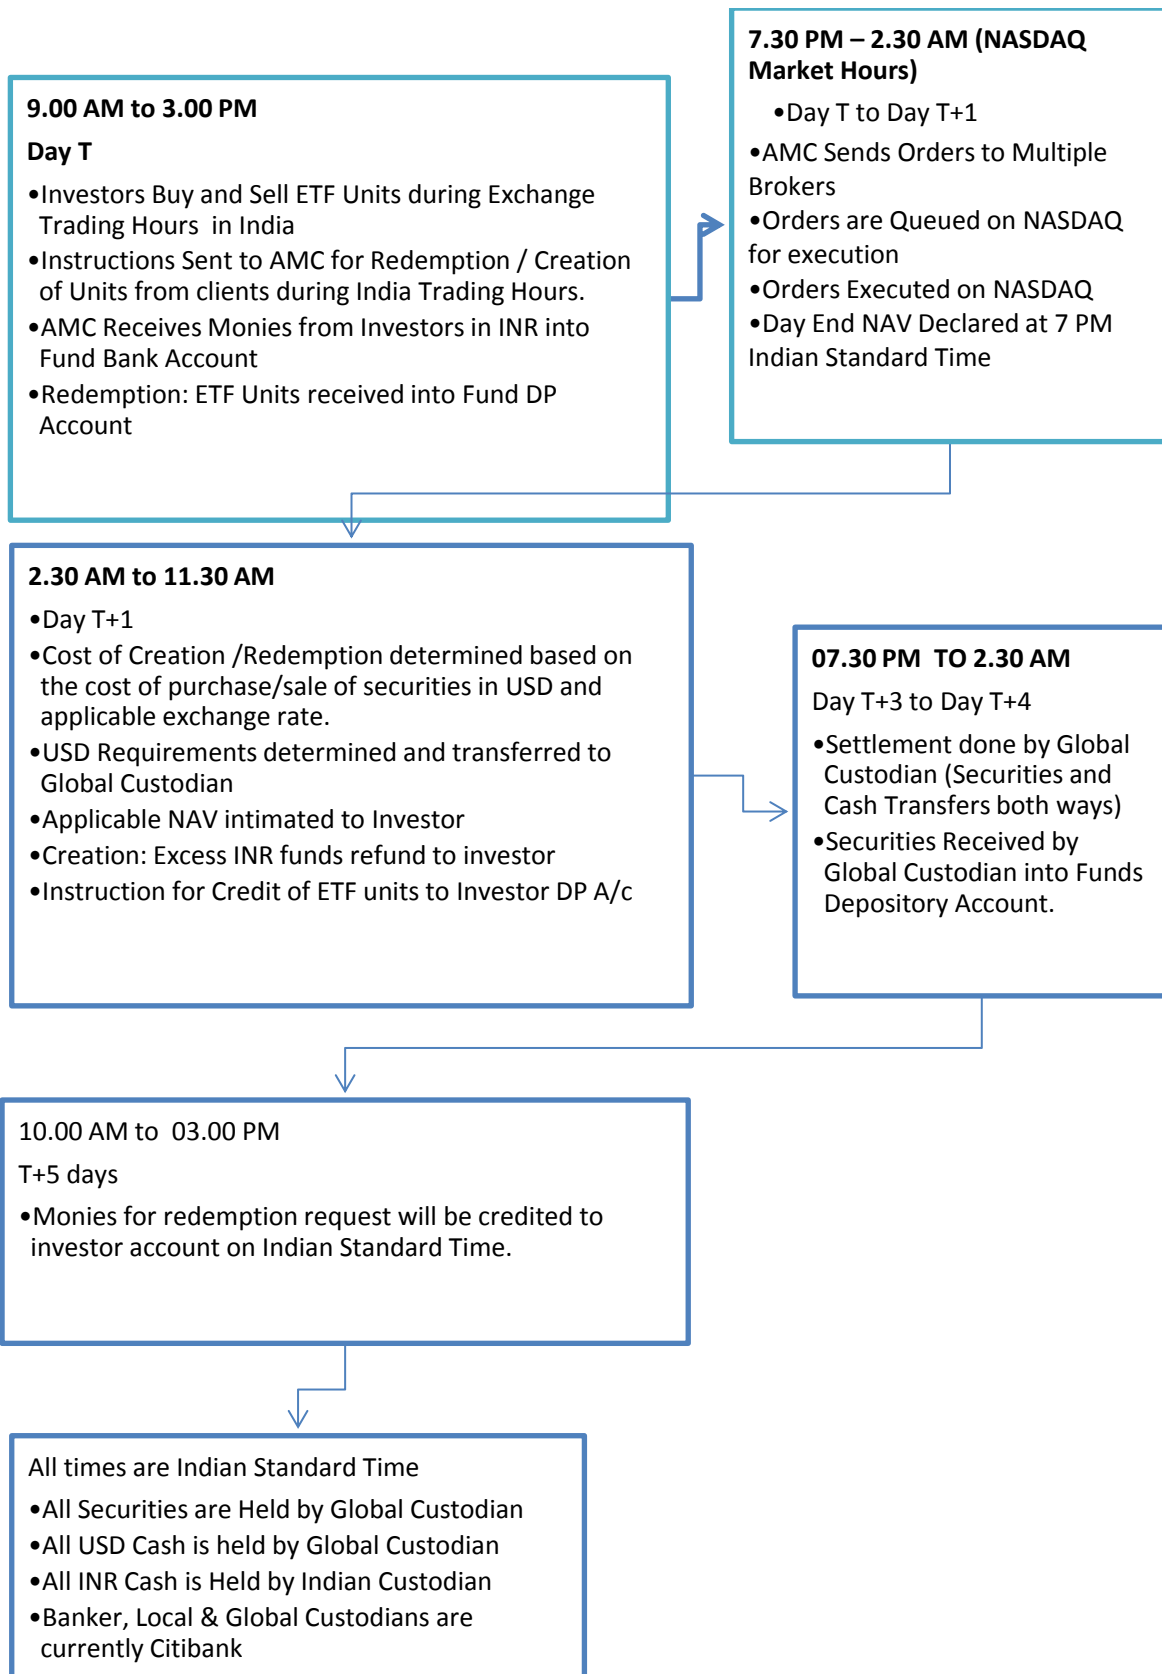 9.00 AM to 3.00 PM
Day T
•Investors Buy and Sell ETF Units during Exchange
Trading Hours in India
•Instructions Sent to AMC for Redemption / Creation
of Units from clients during India Trading Hours.
•AMC Receives Monies from Investors in INR into
Fund Bank Account
•Redemption: ETF Units received into Fund DP
Account
7.30 PM – 2.30 AM (NASDAQ
Market Hours)
•Day T to Day T+1
•AMC Sends Orders to Multiple
Brokers
•Orders are Queued on NASDAQ
for execution
•Orders Executed on NASDAQ
•Day End NAV Declared at 7 PM
Indian Standard Time
2.30 AM to 11.30 AM
•Day T+1
•Cost of Creation /Redemption determined based on
the cost of purchase/sale of securities in USD and
applicable exchange rate.
•USD Requirements determined and transferred to
Global Custodian
•Applicable NAV intimated to Investor
•Creation: Excess INR funds refund to investor
•Instruction for Credit of ETF units to Investor DP A/c
07.30 PM TO 2.30 AM
Day T+3 to Day T+4
•Settlement done by Global
Custodian (Securities and
Cash Transfers both ways)
•Securities Received by
Global Custodian into Funds
Depository Account.
10.00 AM to 03.00 PM
T+5 days
•Monies for redemption request will be credited to
investor account on Indian Standard Time.
All times are Indian Standard Time
•All Securities are Held by Global Custodian
•All USD Cash is held by Global Custodian
•All INR Cash is Held by Indian Custodian
•Banker, Local & Global Custodians are
currently Citibank